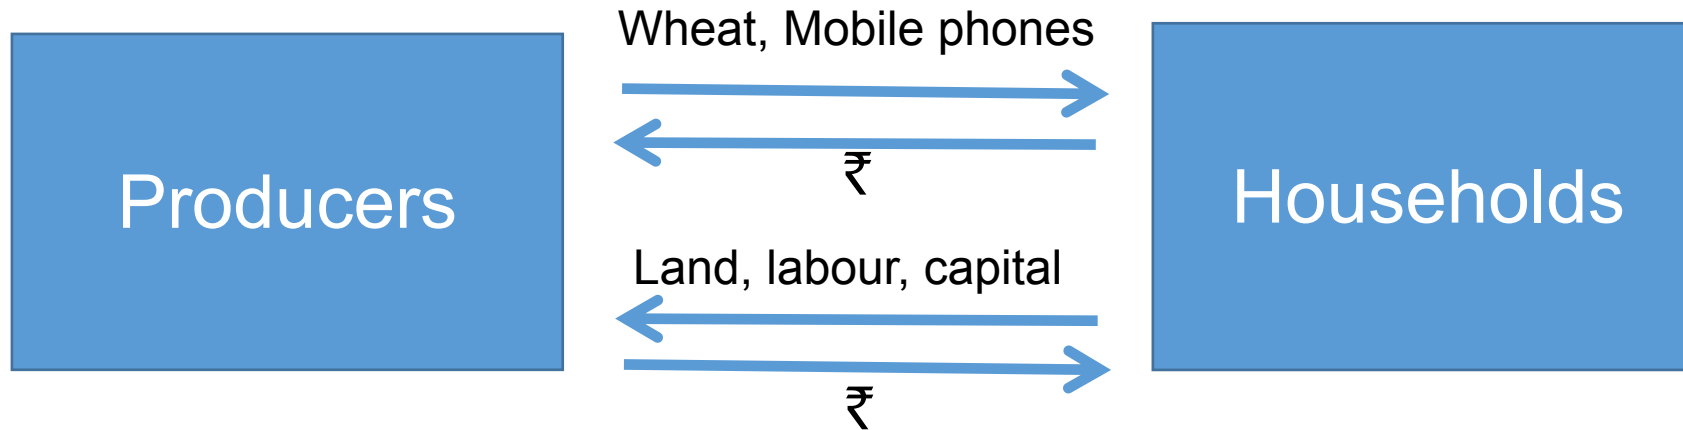 Wheat, Mobile phones
Producers
₹
Households
Land, labour, capital
₹